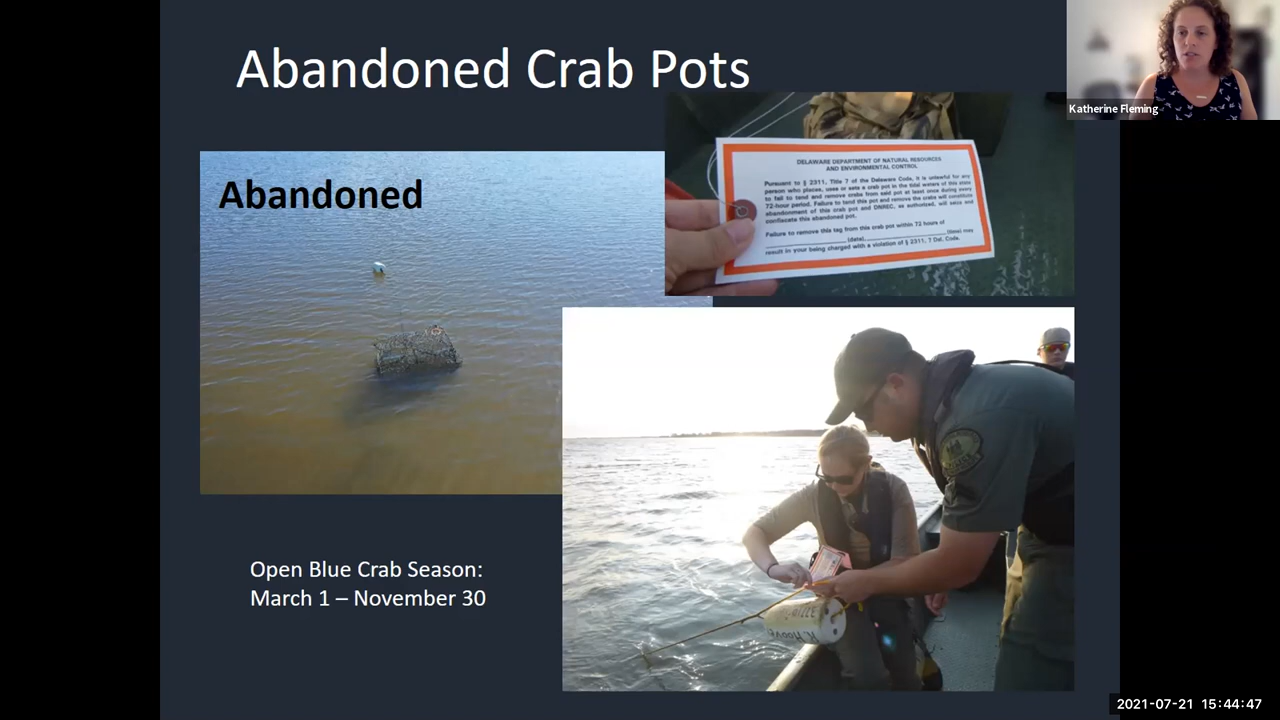 Abandoned Crab Pots
Katherine Fleming
Abandoned
DELAWARE DEPARTMENT OF NATURAL RESOURCES
AND ENVIRONMENTAL CONTROL
Pursuant to § 2311, Title 7 of the Delaware Code, it is unlawful for any
person who places, uses or sets a crab pot in the tidal waters of this state
to fail to tend and remove crabs from said pot at least once during every
72-hour period. Failure to tend this pot and remove the crabs will constitute
abandonment of this crab pot and DNREC, as authorized, will seize and
confiscate this abandoned pot.
Failure to remove this tag from this crab pot within 72 hours of
(date) (time) may
result in your being charged with a violation of § 2311, 7 Del. Code.
Open Blue Crab Season:
March 1 – November 30
2021-07-21 15:44:47